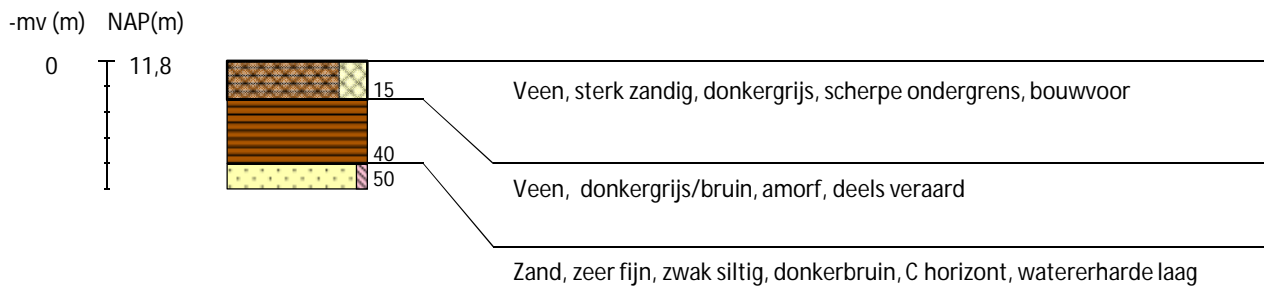 -mv (m) NAP(m)
0 11,8
15 Veen, sterk zandig, donkergrijs, scherpe ondergrens, bouwvoor
40
50 Veen, donkergrijs/bruin, amorf, deels veraard
Zand, zeer fijn, zwak siltig, donkerbruin, C horizont, watererharde laag